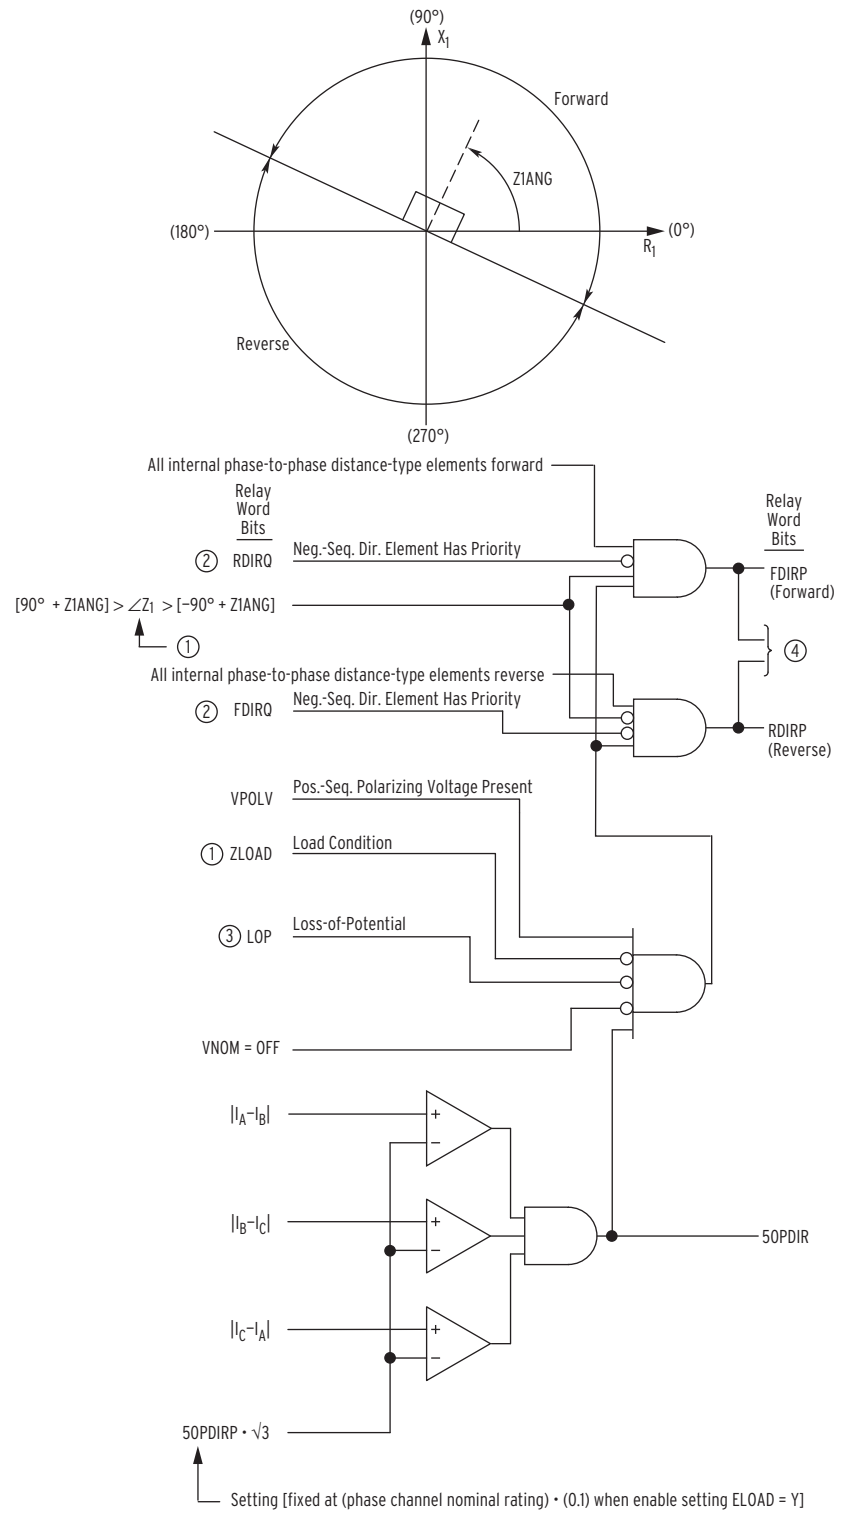 (90°)
X1
Forward
Z1ANG
(180°)
(0°)
R1
Reverse
(270°)
All internal phase-to-phase distance-type elements forward
Relay
Word
Bits
Relay
Word
Bits
② RDIRQ Neg.-Seq. Dir. Element Has Priority
FDIRP
(Forward)
[90° + Z1ANG] > ∠Z1 > [–90° + Z1ANG]
①
④
All internal phase-to-phase distance-type elements reverse
② FDIRQ Neg.-Seq. Dir. Element Has Priority
RDIRP
(Reverse)
VPOLV Pos.-Seq. Polarizing Voltage Present
① ZLOAD Load Condition
③ LOP Loss-of-Potential
VNOM = OFF
|IA–IB| +
–
|IB–IC| +
–
50PDIR
|IC–IA| +
–
50PDIRP • √3
Setting [fixed at (phase channel nominal rating) • (0.1) when enable setting ELOAD = Y]